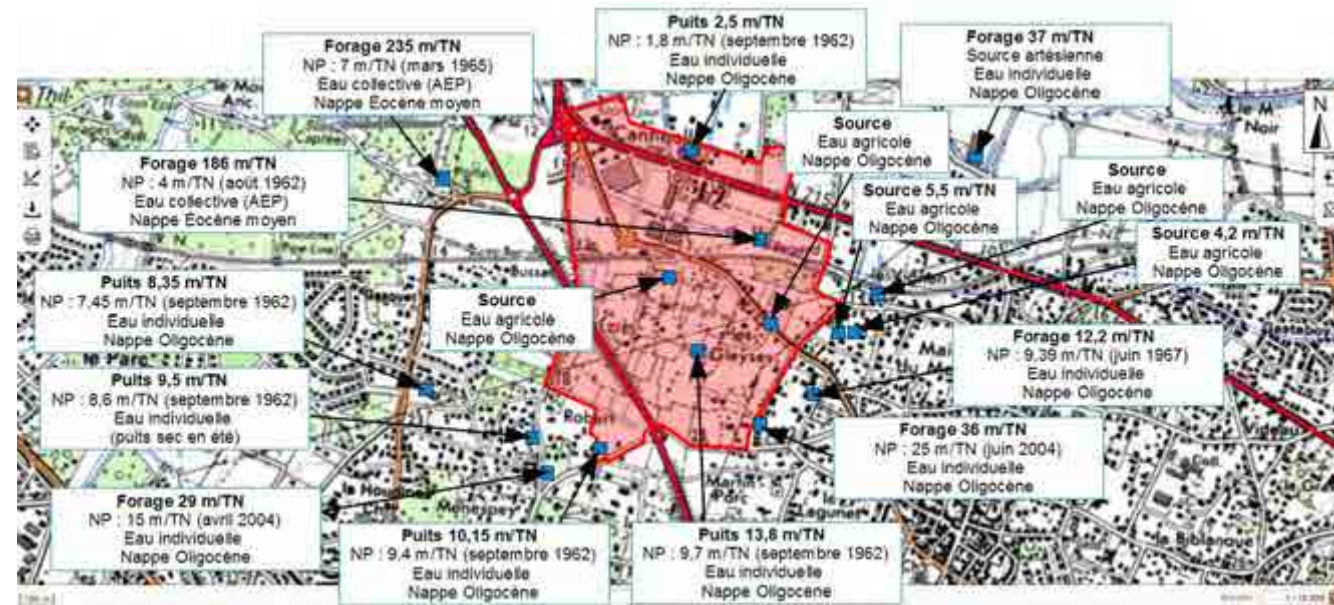 Puits 2,5 m/TN
NP : 1,8 m/TN (septembre 1962)
Eau individuelle
Nappe Oligocène
Forage 235 m/TN
NP : 7 m/TN (mars 1965)
Eau collective (AEP)
Nappe Eocène moyen
Forage 37 m/TN
Source artésienne
Eau individuelle
Nappe Oligocène
Source
Eau agricole
Nappe Oligocène
Forage 186 m/TN
NP : 4 m/TN (août 1962)
Eau collective (AEP)
Nappe Eocène moyen
Source
Eau agricole
Nappe Oligocène
Source 5,5 m/TN
Eau agricole
Nappe Oligocène
Source 4,2 m/TN
Eau agricole
Nappe Oligocène
Puits 8,35 m/TN
NP : 7,45 m/TN (septembre 1962)
Eau individuelle
Nappe Oligocène
Source
Eau agricole
Nappe Oligocène
Forage 12,2 m/TN
NP : 9,39 m/TN (juin 1967)
Eau individuelle
Nappe Oligocène
Puits 9,5 m/TN
NP : 8,6 m/TN (septembre 1962)
Eau individuelle
(puits sec en été)
Forage 36 m/TN
NP : 25 m/TN (juin 2004)
Eau individuelle
Nappe Oligocène
Forage 29 m/TN
NP : 15 m/TN (avril 2004)
Eau individuelle
Nappe Oligocène
Puits 10,15 m/TN
NP : 9,4 m/TN (septembre 1962)
Eau individuelle
Nappe Oligocène
Puits 13,8 m/TN
NP : 9,7 m/TN (septembre 1962)
Eau individuelle
Nappe Oligocène
N
Thil
Noir
le Parc
Gleyses
Robert
Videau
Parc